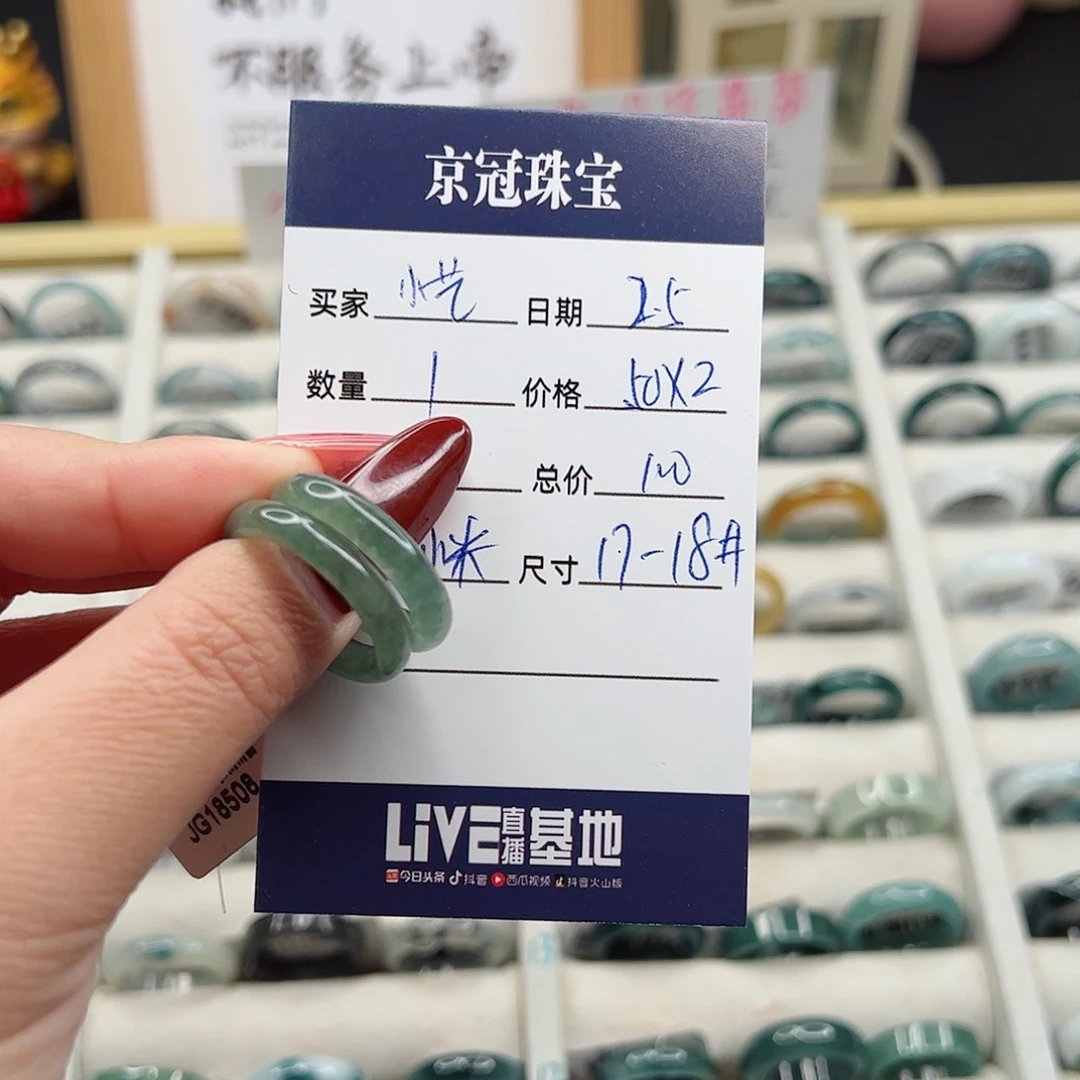 不服务上帝
京冠珠宝
买家 小艺 日期 2.5
数量 1 价格 50X2
总价 100
小米 尺寸 17-18#
JG18508
LiVE直播基地
今日头条 抖音 西瓜视频 抖音火山版